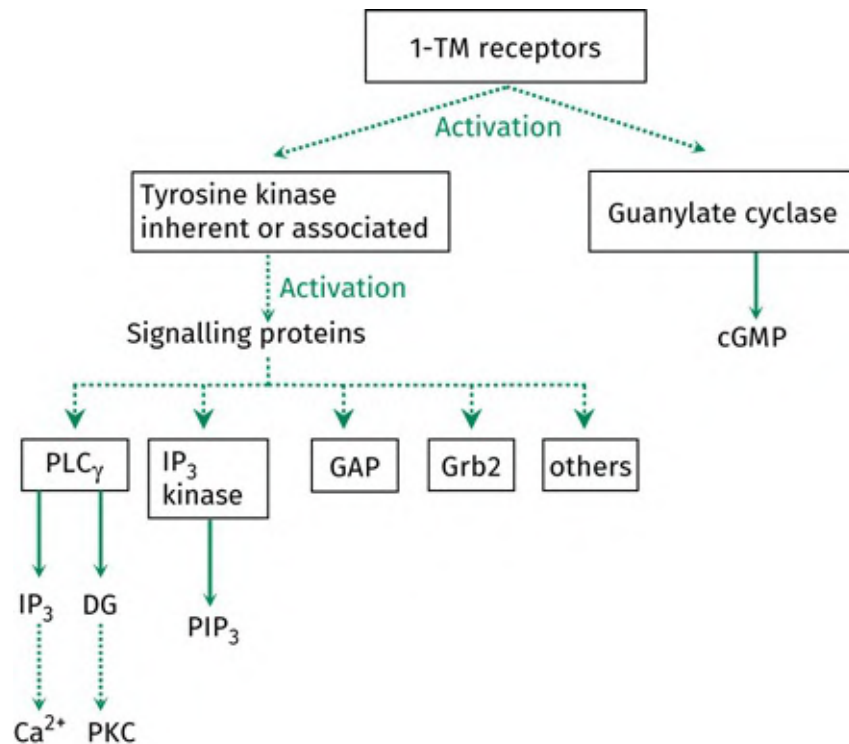 1-TM receptors
Activation
Tyrosine kinase
inherent or associated
Guanylate cyclase
Activation
Signalling proteins
cGMP
PLCγ
IP3
kinase
GAP
Grb2
others
IP3
DG
PIP3
Ca2+
PKC